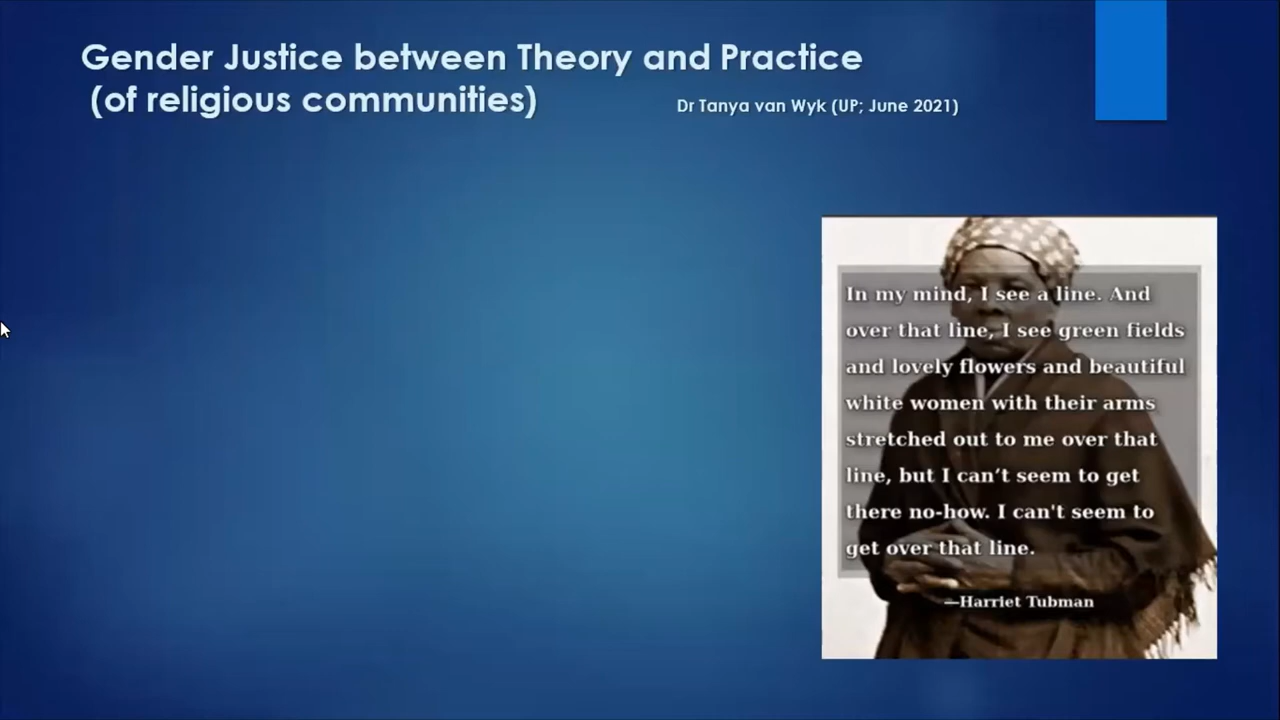 Gender Justice between Theory and Practice
(of religious communities)
Dr Tanya van Wyk (UP; June 2021)
In my mind, I see a line. And
over that line, I see green fields
and lovely flowers and beautiful
white women with their arms
stretched out to me over that
line, but I can’t seem to get
there no-how. I can't seem to
get over that line.
—Harriet Tubman